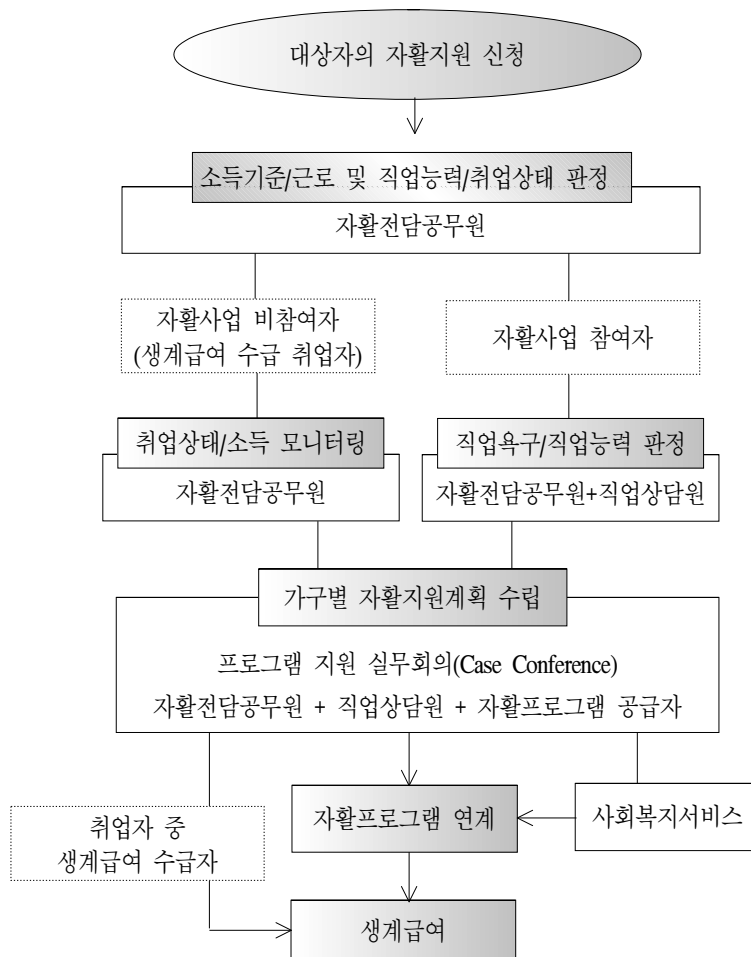 대상자의 자활지원 신청
소득기준/근로 및 직업능력/취업상태 판정
자활전담공무원
자활사업 비참여자
(생계급여 수급 취업자)
자활사업 참여자
취업상태/소득 모니터링
자활전담공무원
직업욕구/직업능력 판정
자활전담공무원+직업상담원
가구별 자활지원계획 수립
프로그램 지원 실무회의(Case Conference)
자활전담공무원 + 직업상담원 + 자활프로그램 공급자
취업자 중
생계급여 수급자
자활프로그램 연계
사회복지서비스
생계급여